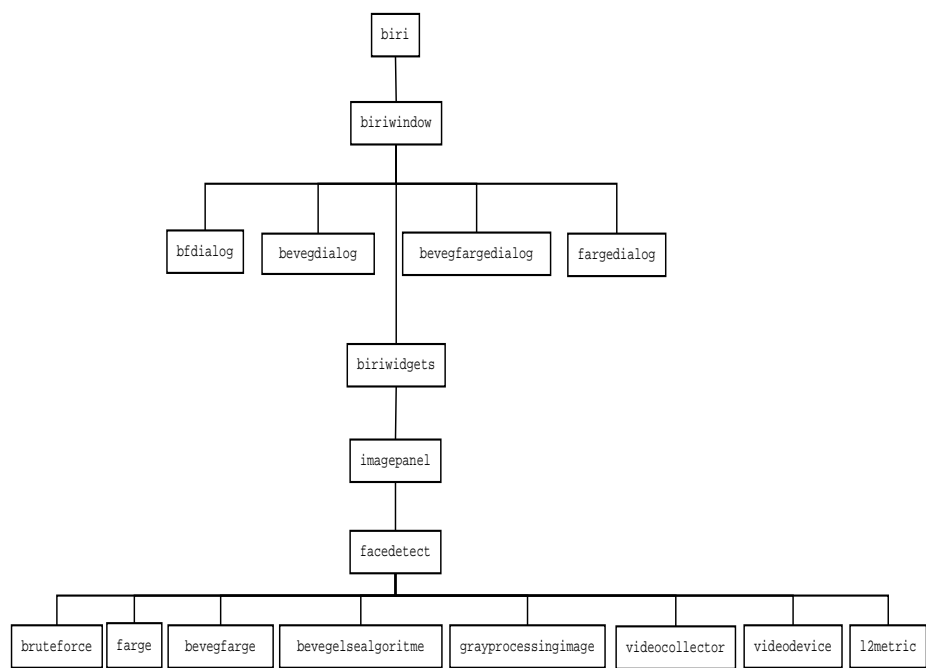 biri
biriwindow
bfdialog
bevegdialog
bevegfargedialog
fargedialog
biriwidgets
imagepanel
facedetect
bruteforce
farge
bevegfarge
bevegelsealgoritme
grayprocessingimage
videocollector
videodevice
l2metric